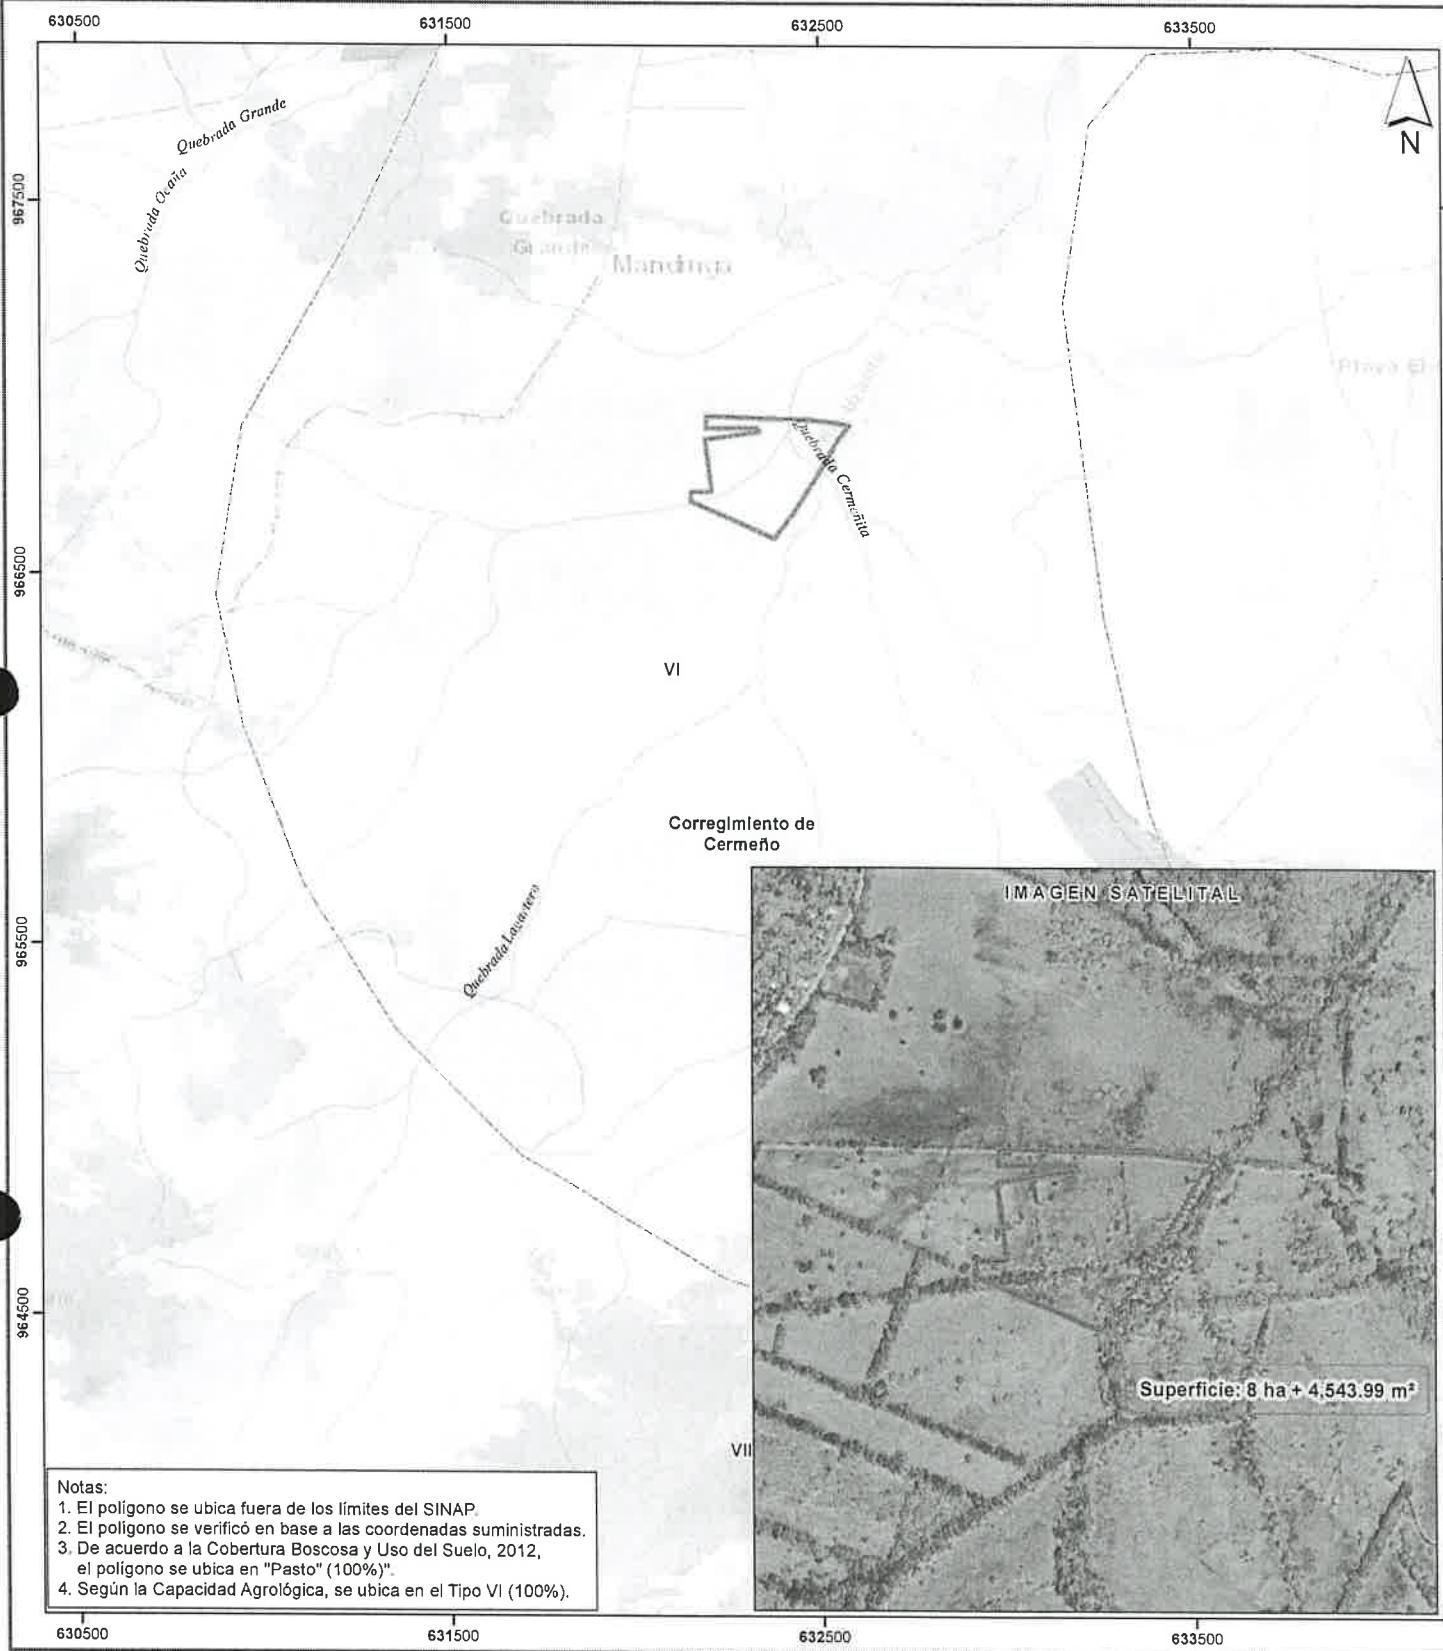 630500
631500
632500
633500
Quebrada Grande
N
Quebrada Ocaña
967500
Quebrada
Grande
Mandinga
Playa El
Quebrada Cermeñita
966500
VI
Corregimiento de
Cermeño
IMAGEN SATELITAL
Quebrada Lagartero
965500
964500
Superficie: 8 ha + 4,543.99 m²
VII
Notas:
1. El polígono se ubica fuera de los límites del SINAP.
2. El polígono se verificó en base a las coordenadas suministradas.
3. De acuerdo a la Cobertura Boscosa y Uso del Suelo, 2012,
el polígono se ubica en "Pasto" (100%)".
4. Según la Capacidad Agrológica, se ubica en el Tipo VI (100%).
630500
631500
632500
633500